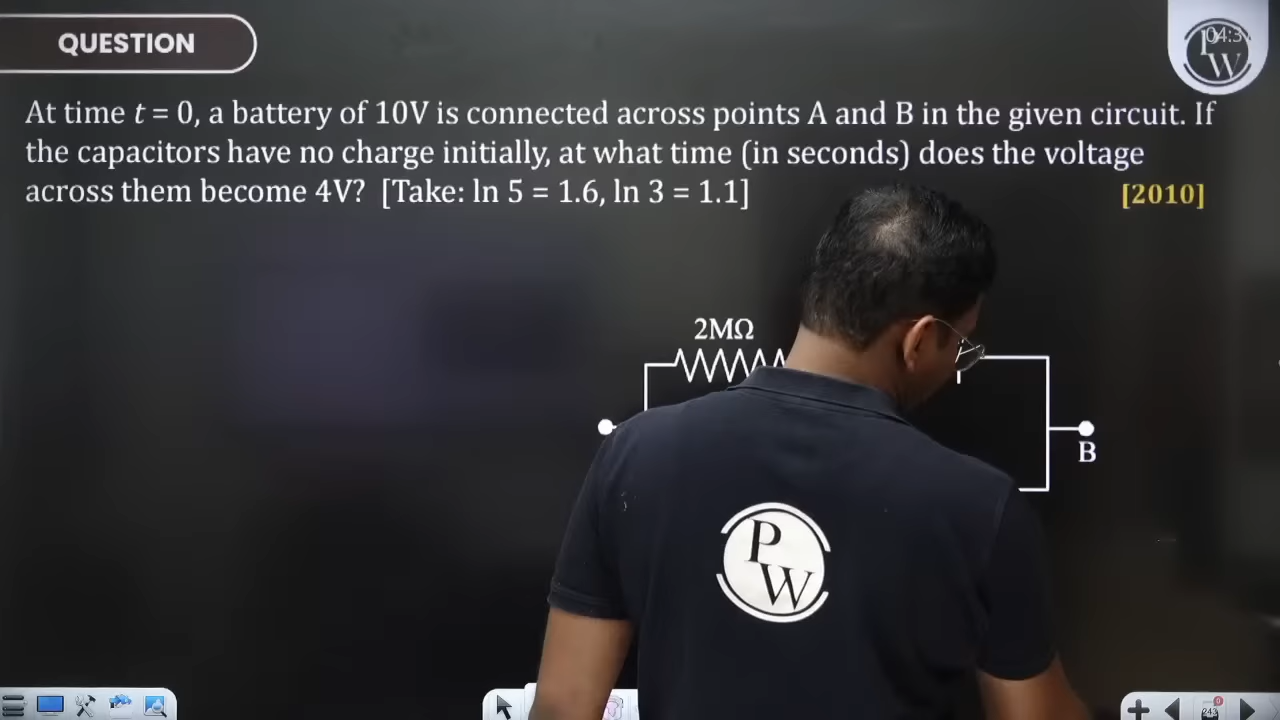 QUESTION
At time t = 0, a battery of 10V is connected across points A and B in the given circuit. If
the capacitors have no charge initially, at what time (in seconds) does the voltage
across them become 4V? [Take: ln 5 = 1.6, ln 3 = 1.1]
[2010]
2MΩ
B
P
W
243